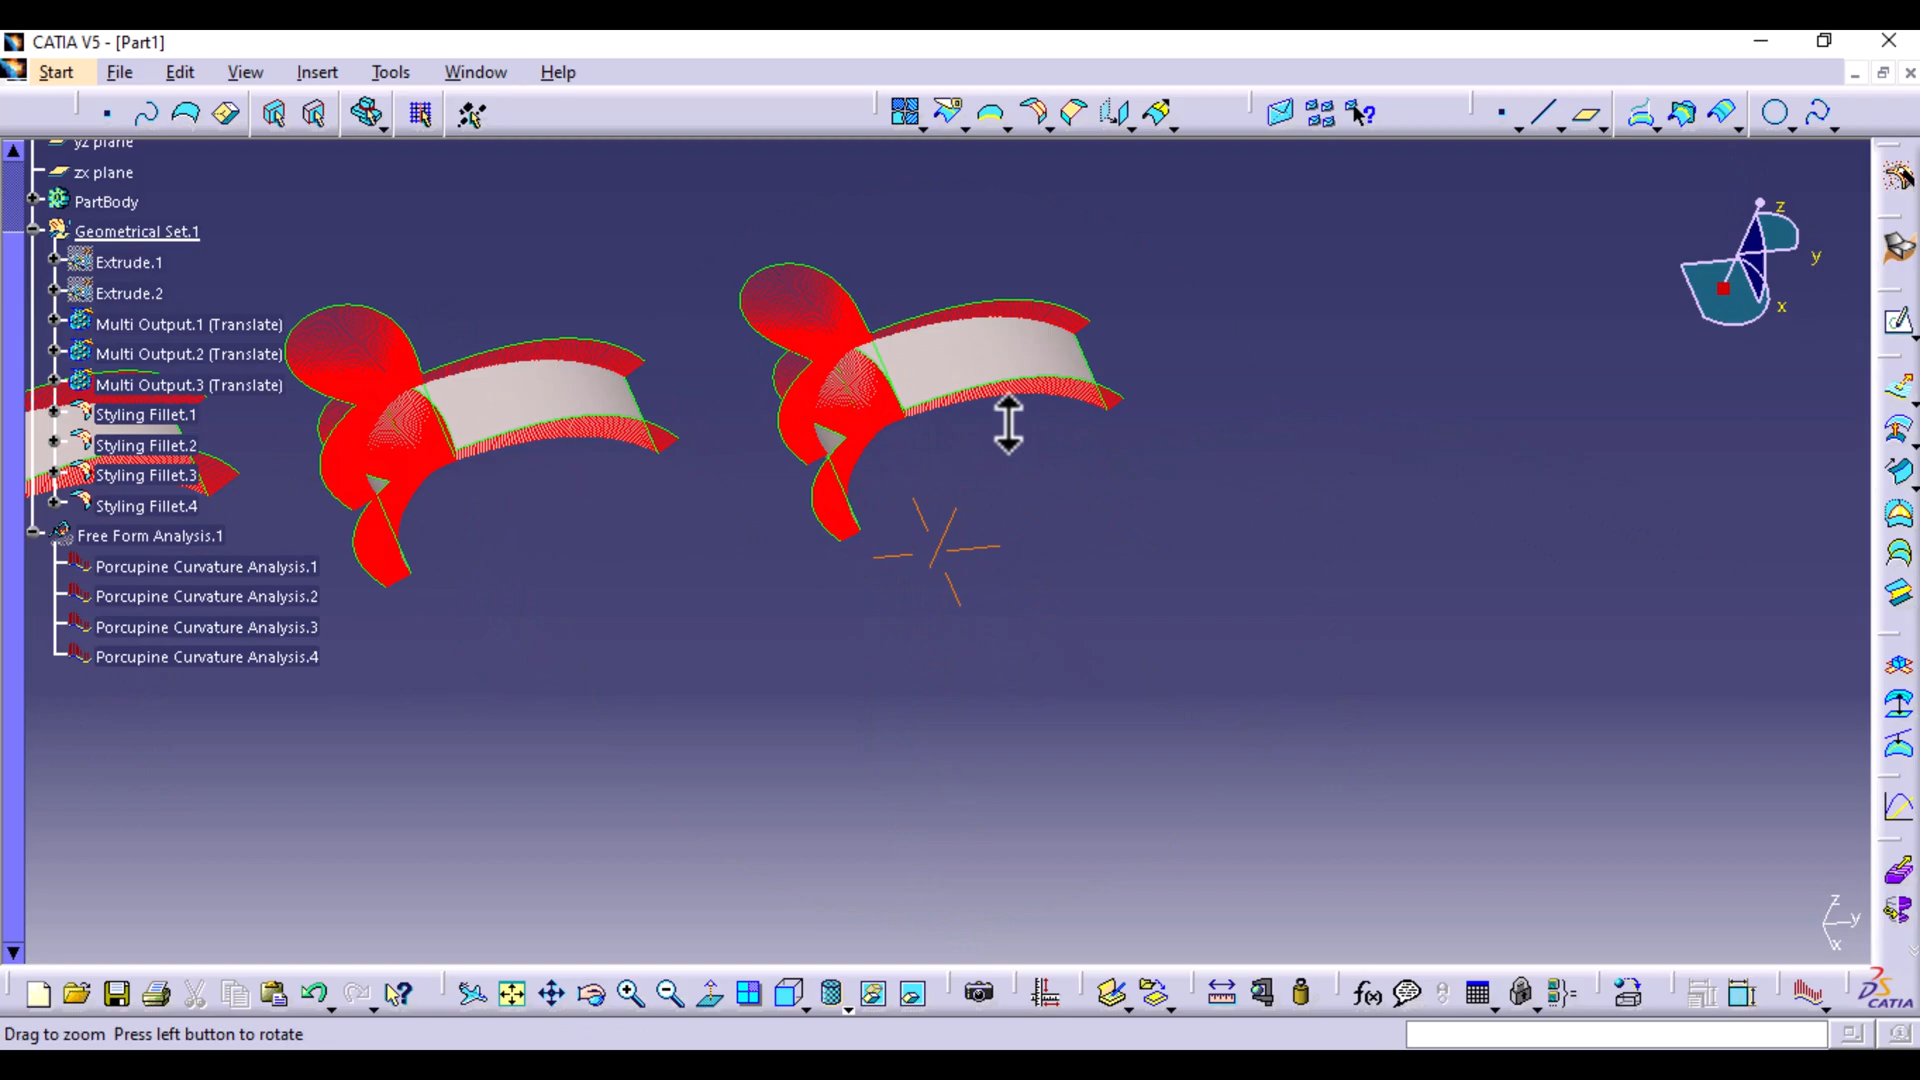 CATIA V5 - [Part1]
Start File Edit View Insert Tools Window Help
yz plane
zx plane
PartBody
Geometrical Set.1
Extrude.1
Extrude.2
Multi Output.1 (Translate)
Multi Output.2 (Translate)
Multi Output.3 (Translate)
Styling Fillet.1
Styling Fillet.2
Styling Fillet.3
Styling Fillet.4
Free Form Analysis.1
Porcupine Curvature Analysis.1
Porcupine Curvature Analysis.2
Porcupine Curvature Analysis.3
Porcupine Curvature Analysis.4
z
y
x
z
y
x
f(x)
CATIA
Drag to zoom Press left button to rotate